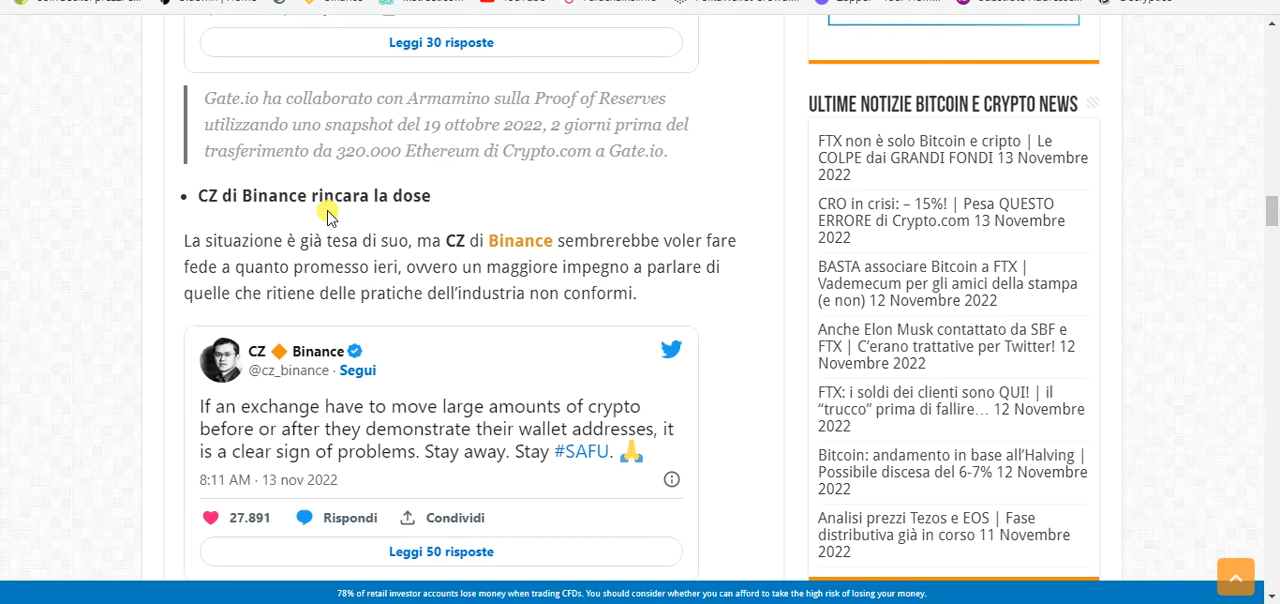 Leggi 30 risposte
Gate.io ha collaborato con Armamino sulla Proof of Reserves
utilizzando uno snapshot del 19 ottobre 2022, 2 giorni prima del
trasferimento da 320.000 Ethereum di Crypto.com a Gate.io.
• CZ di Binance rincara la dose
La situazione è già tesa di suo, ma CZ di Binance sembrerebbe voler fare
fede a quanto promesso ieri, ovvero un maggiore impegno a parlare di
quelle che ritiene delle pratiche dell’industria non conformi.
CZ 🔶 Binance
@cz_binance · Segui
If an exchange have to move large amounts of crypto
before or after they demonstrate their wallet addresses, it
is a clear sign of problems. Stay away. Stay #SAFU. 🙏
8:11 AM · 13 nov 2022
27.891 Rispondi Condividi
Leggi 50 risposte
ULTIME NOTIZIE BITCOIN E CRYPTO NEWS
FTX non è solo Bitcoin e cripto | Le
COLPE dai GRANDI FONDI 13 Novembre
2022
CRO in crisi: – 15%! | Pesa QUESTO
ERRORE di Crypto.com 13 Novembre
2022
BASTA associare Bitcoin a FTX |
Vademecum per gli amici della stampa
(e non) 12 Novembre 2022
Anche Elon Musk contattato da SBF e
FTX | C’erano trattative per Twitter! 12
Novembre 2022
FTX: i soldi dei clienti sono QUI! | il
“trucco” prima di fallire… 12 Novembre
2022
Bitcoin: andamento in base all’Halving |
Possibile discesa del 6-7% 12 Novembre
2022
Analisi prezzi Tezos e EOS | Fase
distributiva già in corso 11 Novembre
2022
78% of retail investor accounts lose money when trading CFDs. You should consider whether you can afford to take the high risk of losing your money.